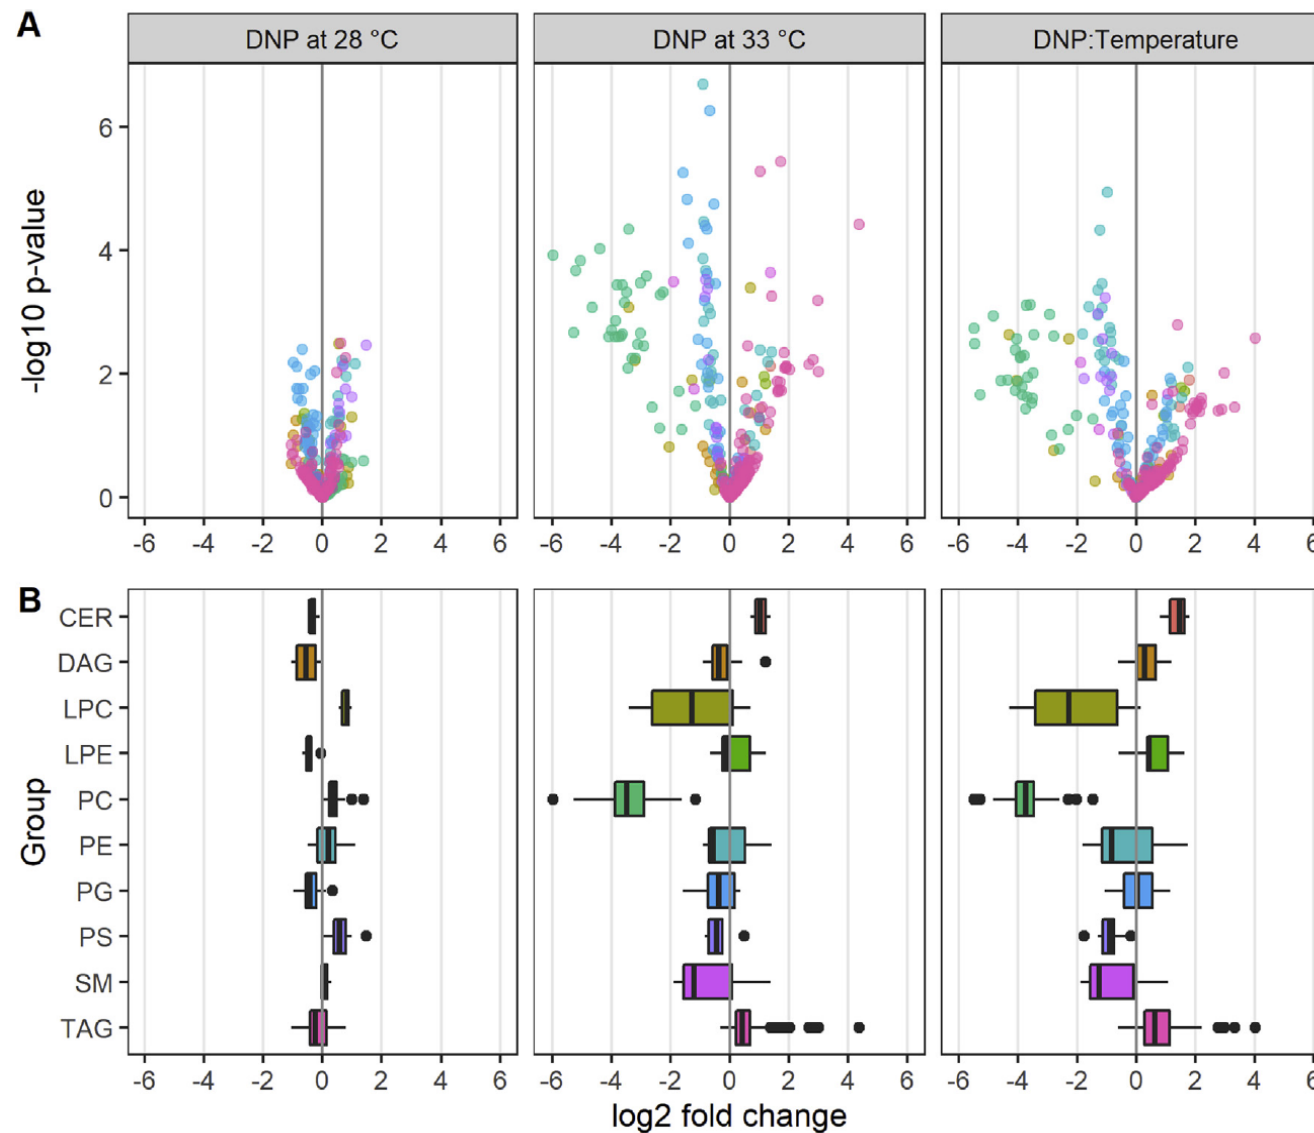 A
DNP at 28 °C
DNP at 33 °C
DNP:Temperature
-log10 p-value
6
4
2
0
-6 -4 -2 0 2 4 6
-6 -4 -2 0 2 4 6
-6 -4 -2 0 2 4 6
B
Group
CER
DAG
LPC
LPE
PC
PE
PG
PS
SM
TAG
-6 -4 -2 0 2 4 6
-6 -4 -2 0 2 4 6
-6 -4 -2 0 2 4 6
log2 fold change